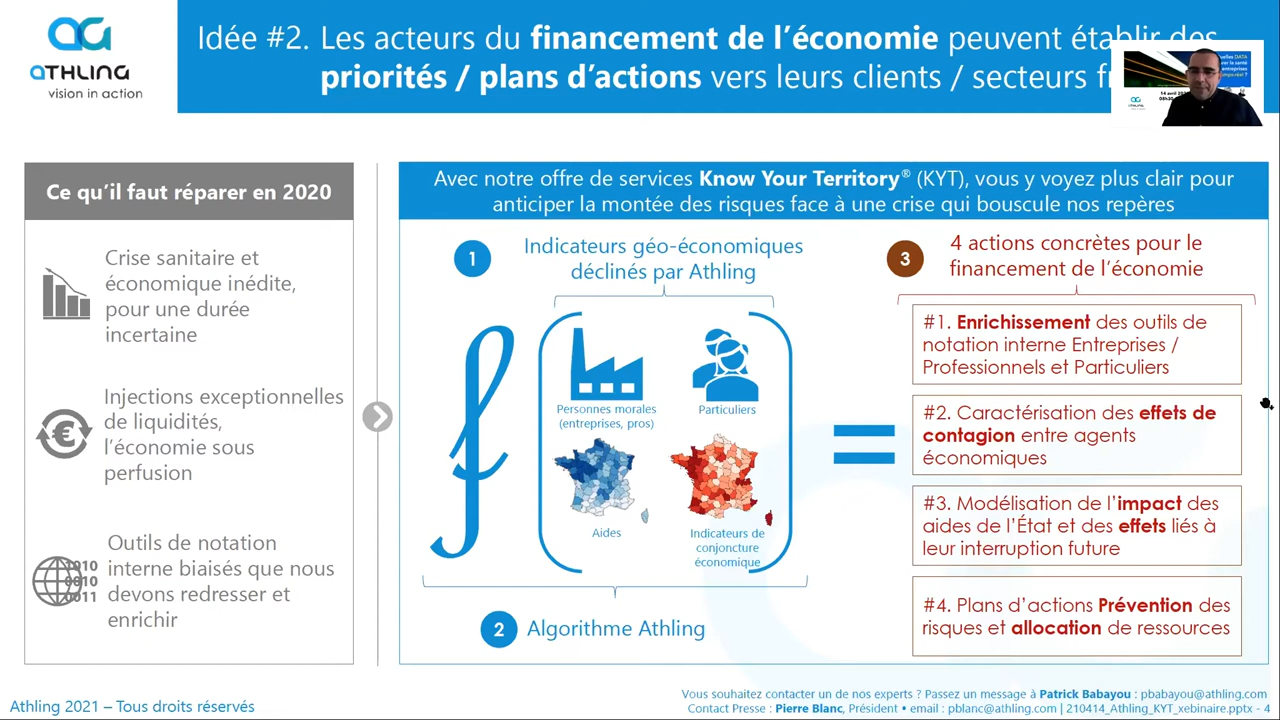 aTHLING
vision in action
Idée #2. Les acteurs du financement de l'économie peuvent établir des
priorités / plans d'actions vers leurs clients / secteurs
DATA
14 avril
Ce qu'il faut réparer en 2020
Crise sanitaire et
économique inédite,
pour une durée
incertaine
Injections exceptionnelles
de liquidités,
l'économie sous
perfusion
1010
0010
0011
Outils de notation
interne biaisés que nous
devons redresser et
enrichir
Avec notre offre de services Know Your Territory® (KYT), vous y voyez plus clair pour
anticiper la montée des risques face à une crise qui bouscule nos repères
1
Indicateurs géo-économiques
déclinés par Athling
f
Personnes morales
(entreprises, pros)
Particuliers
Aides
Indicateurs de
conjoncture
économique
=
2
Algorithme Athling
3
4 actions concrètes pour le
financement de l'économie
#1. Enrichissement des outils de
notation interne Entreprises /
Professionnels et Particuliers
#2. Caractérisation des effets de
contagion entre agents
économiques
#3. Modélisation de l'impact des
aides de l'État et des effets liés à
leur interruption future
#4. Plans d'actions Prévention des
risques et allocation de ressources
Athling 2021 – Tous droits réservés
Vous souhaitez contacter un de nos experts ? Passez un message à Patrick Babayou : pbabayou@athling.com
Contact Presse : Pierre Blanc, Président • email : pblanc@athling.com | 210414_Athling_KYT_xebinaire.pptx - 4